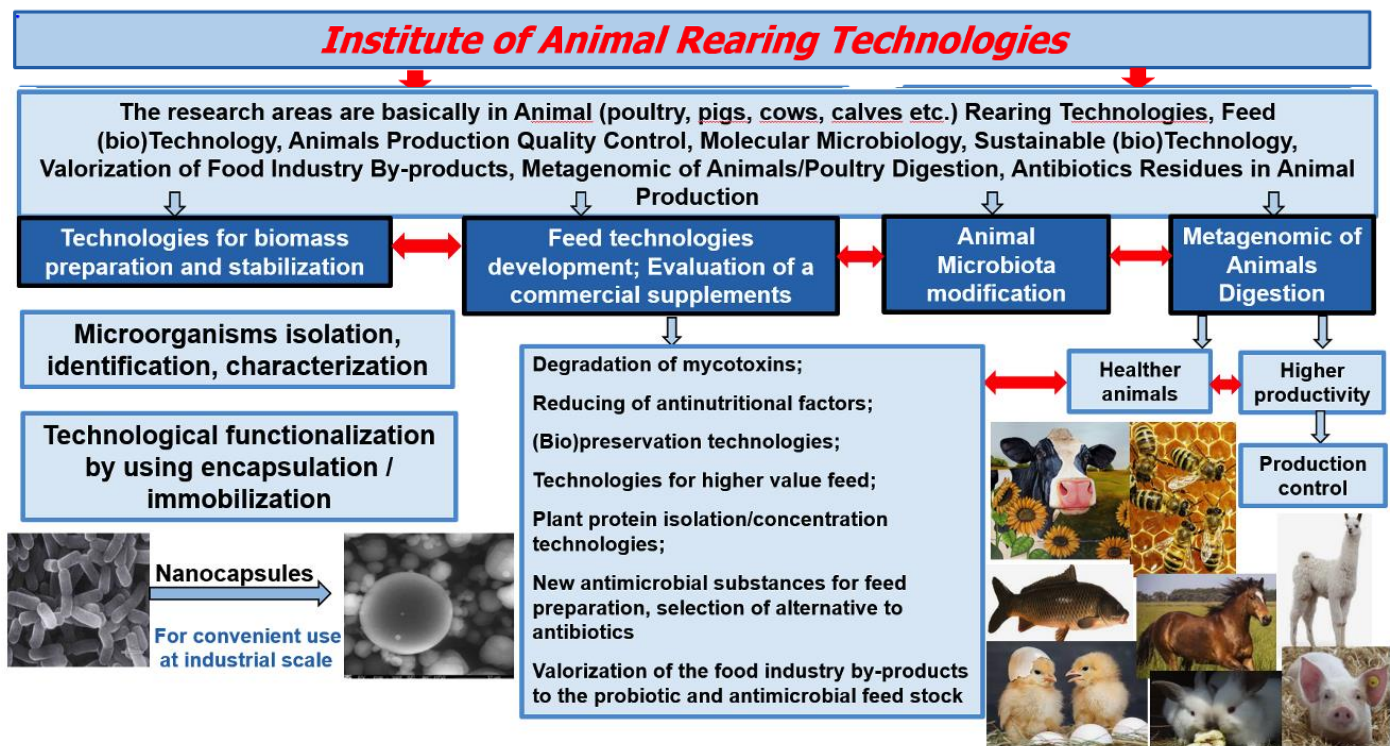 Institute of Animal Rearing Technologies
The research areas are basically in Animal (poultry, pigs, cows, calves etc.) Rearing Technologies, Feed
(bio)Technology, Animals Production Quality Control, Molecular Microbiology, Sustainable (bio)Technology,
Valorization of Food Industry By-products, Metagenomic of Animals/Poultry Digestion, Antibiotics Residues in Animal
Production
Technologies for biomass
preparation and stabilization
Feed technologies
development; Evaluation of a
commercial supplements
Animal
Microbiota
modification
Metagenomic of
Animals
Digestion
Microorganisms isolation,
identification, characterization
Technological functionalization
by using encapsulation /
immobilization
Nanocapsules
For convenient use
at industrial scale
Degradation of mycotoxins;
Reducing of antinutritional factors;
(Bio)preservation technologies;
Technologies for higher value feed;
Plant protein isolation/concentration
technologies;
New antimicrobial substances for feed
preparation, selection of alternative to
antibiotics
Valorization of the food industry by-products
to the probiotic and antimicrobial feed stock
Healther
animals
Higher
productivity
Production
control